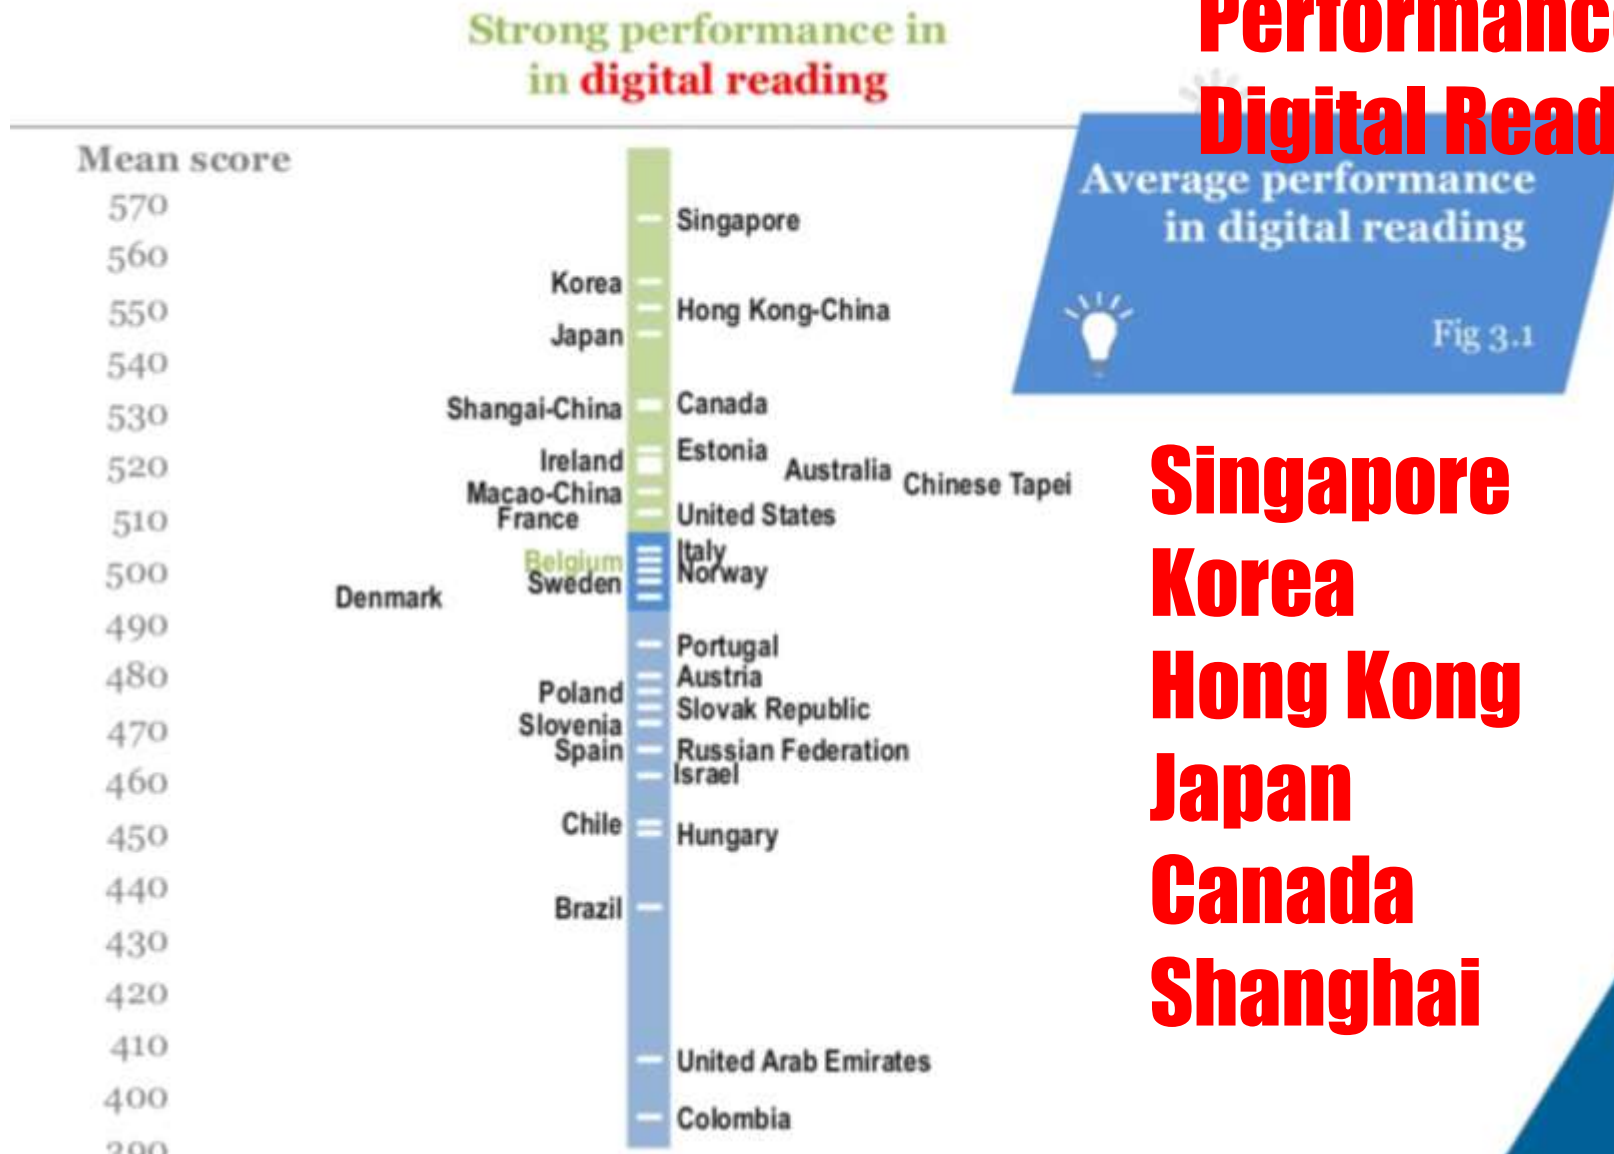 Strong performance in
in digital reading
Performanc
Digital Read
Average performance
in digital reading
Fig 3.1
Mean score
570
560
550
540
530
520
510
500
490
480
470
460
450
440
430
420
410
400
390
Singapore
Korea
Hong Kong-China
Japan
Shangai-China
Canada
Estonia
Ireland
Australia
Chinese Tapei
Macao-China
France
United States
Italy
Belgium
Norway
Sweden
Denmark
Portugal
Austria
Poland
Slovak Republic
Slovenia
Spain
Russian Federation
Israel
Chile
Hungary
Brazil
United Arab Emirates
Colombia
Singapore
Korea
Hong Kong
Japan
Canada
Shanghai